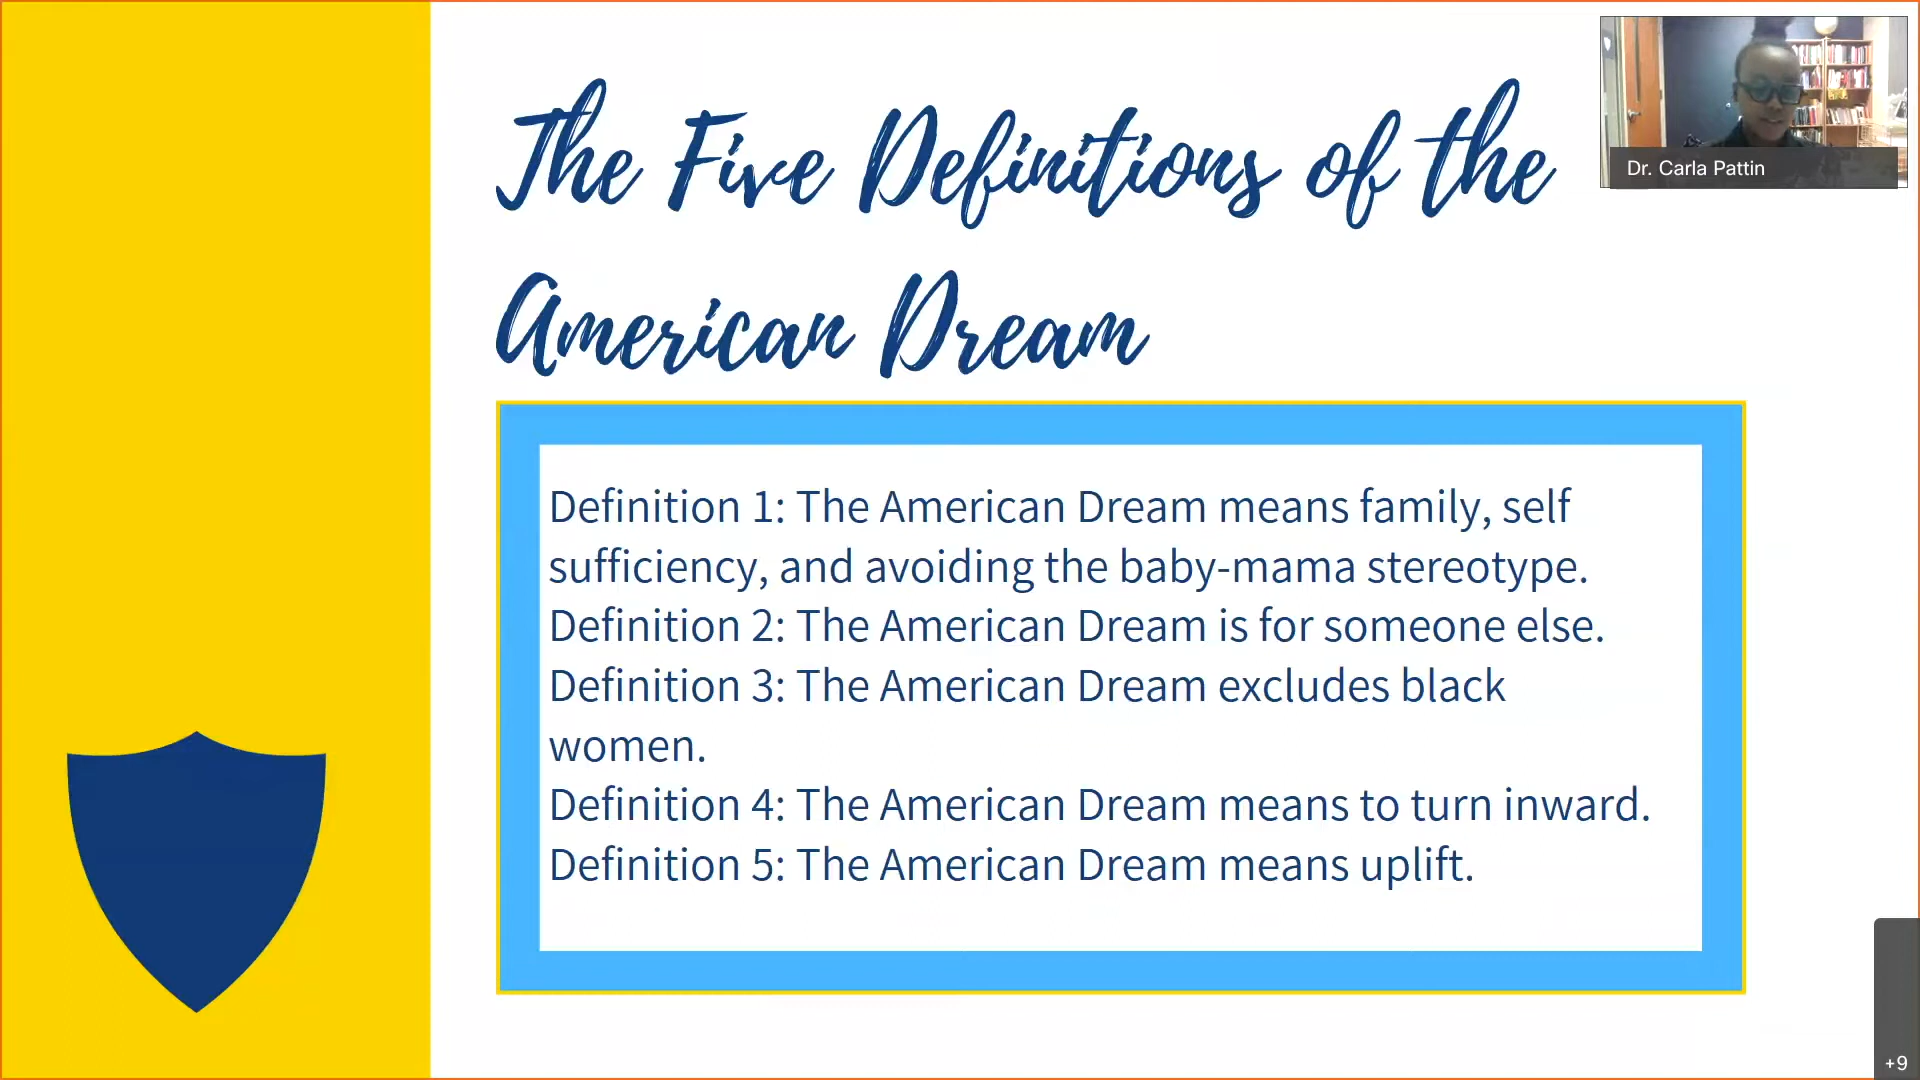 The Five Definitions of the
American Dream
Dr. Carla Pattin
Definition 1: The American Dream means family, self
sufficiency, and avoiding the baby-mama stereotype.
Definition 2: The American Dream is for someone else.
Definition 3: The American Dream excludes black
women.
Definition 4: The American Dream means to turn inward.
Definition 5: The American Dream means uplift.
+9